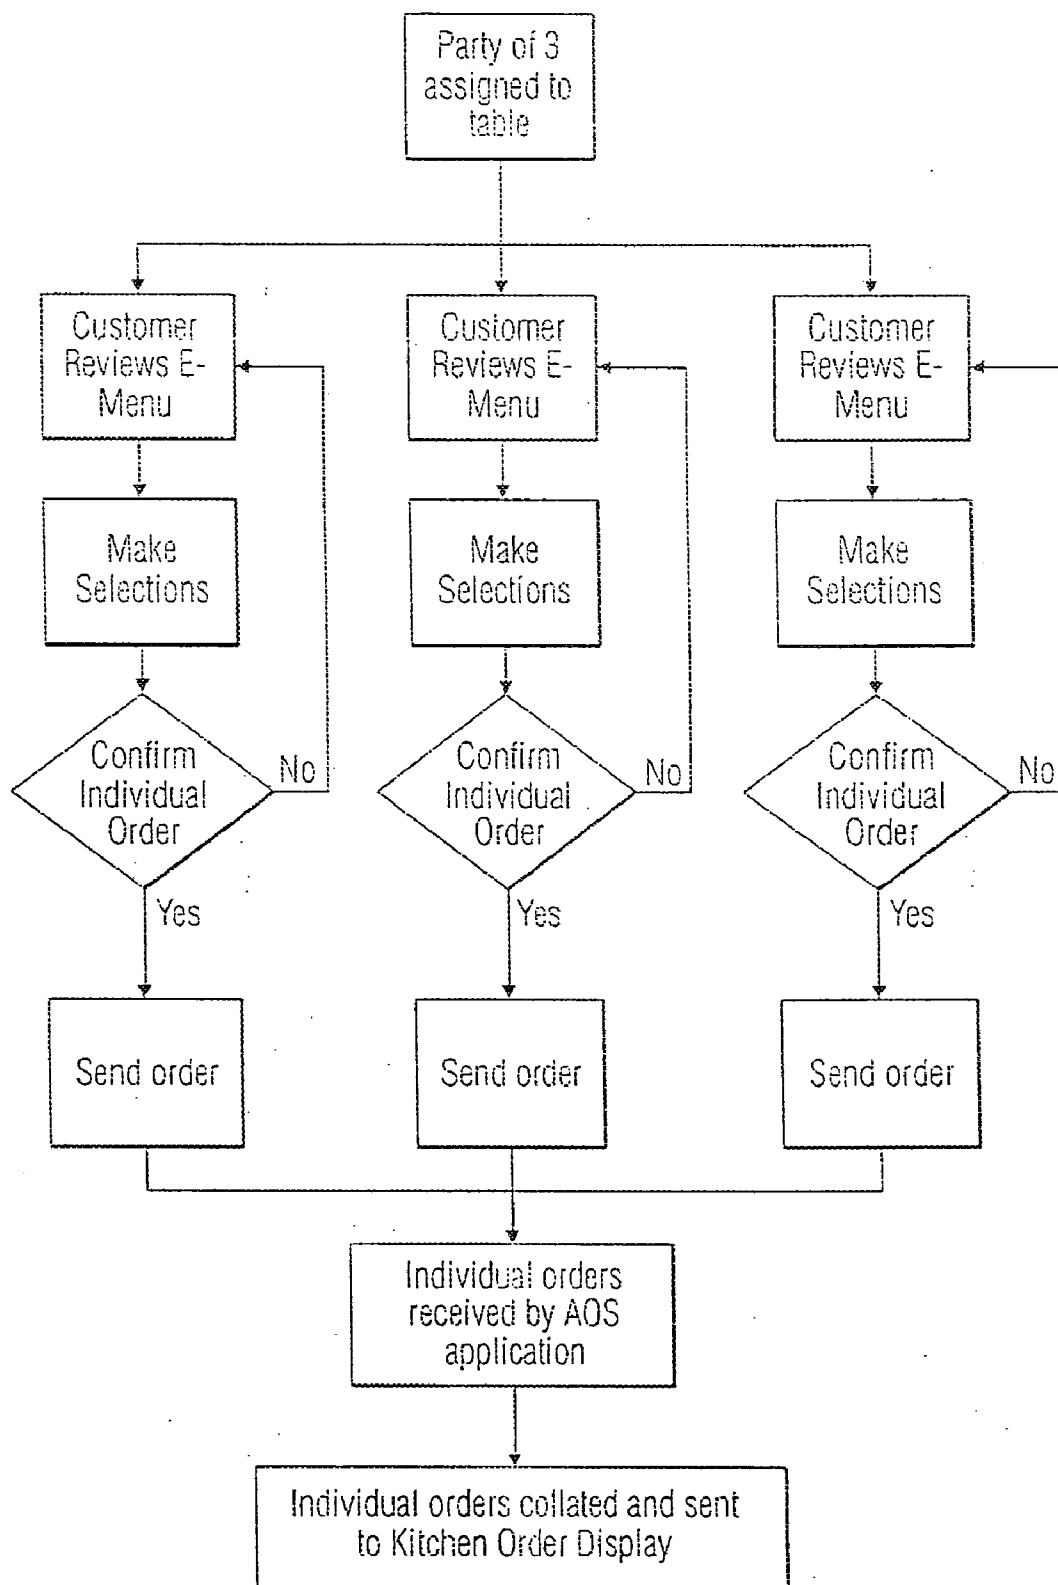 Party of 3
assigned to
table
Customer
Reviews E-
Menu
Make
Selections
Confirm
Individual
Order
No
Yes
Send order
Customer
Reviews E-
Menu
Make
Selections
Confirm
Individual
Order
No
Yes
Send order
Customer
Reviews E-
Menu
Make
Selections
Confirm
Individual
Order
No
Yes
Send order
Individual orders
received by AOS
application
Individual orders collated and sent
to Kitchen Order Display